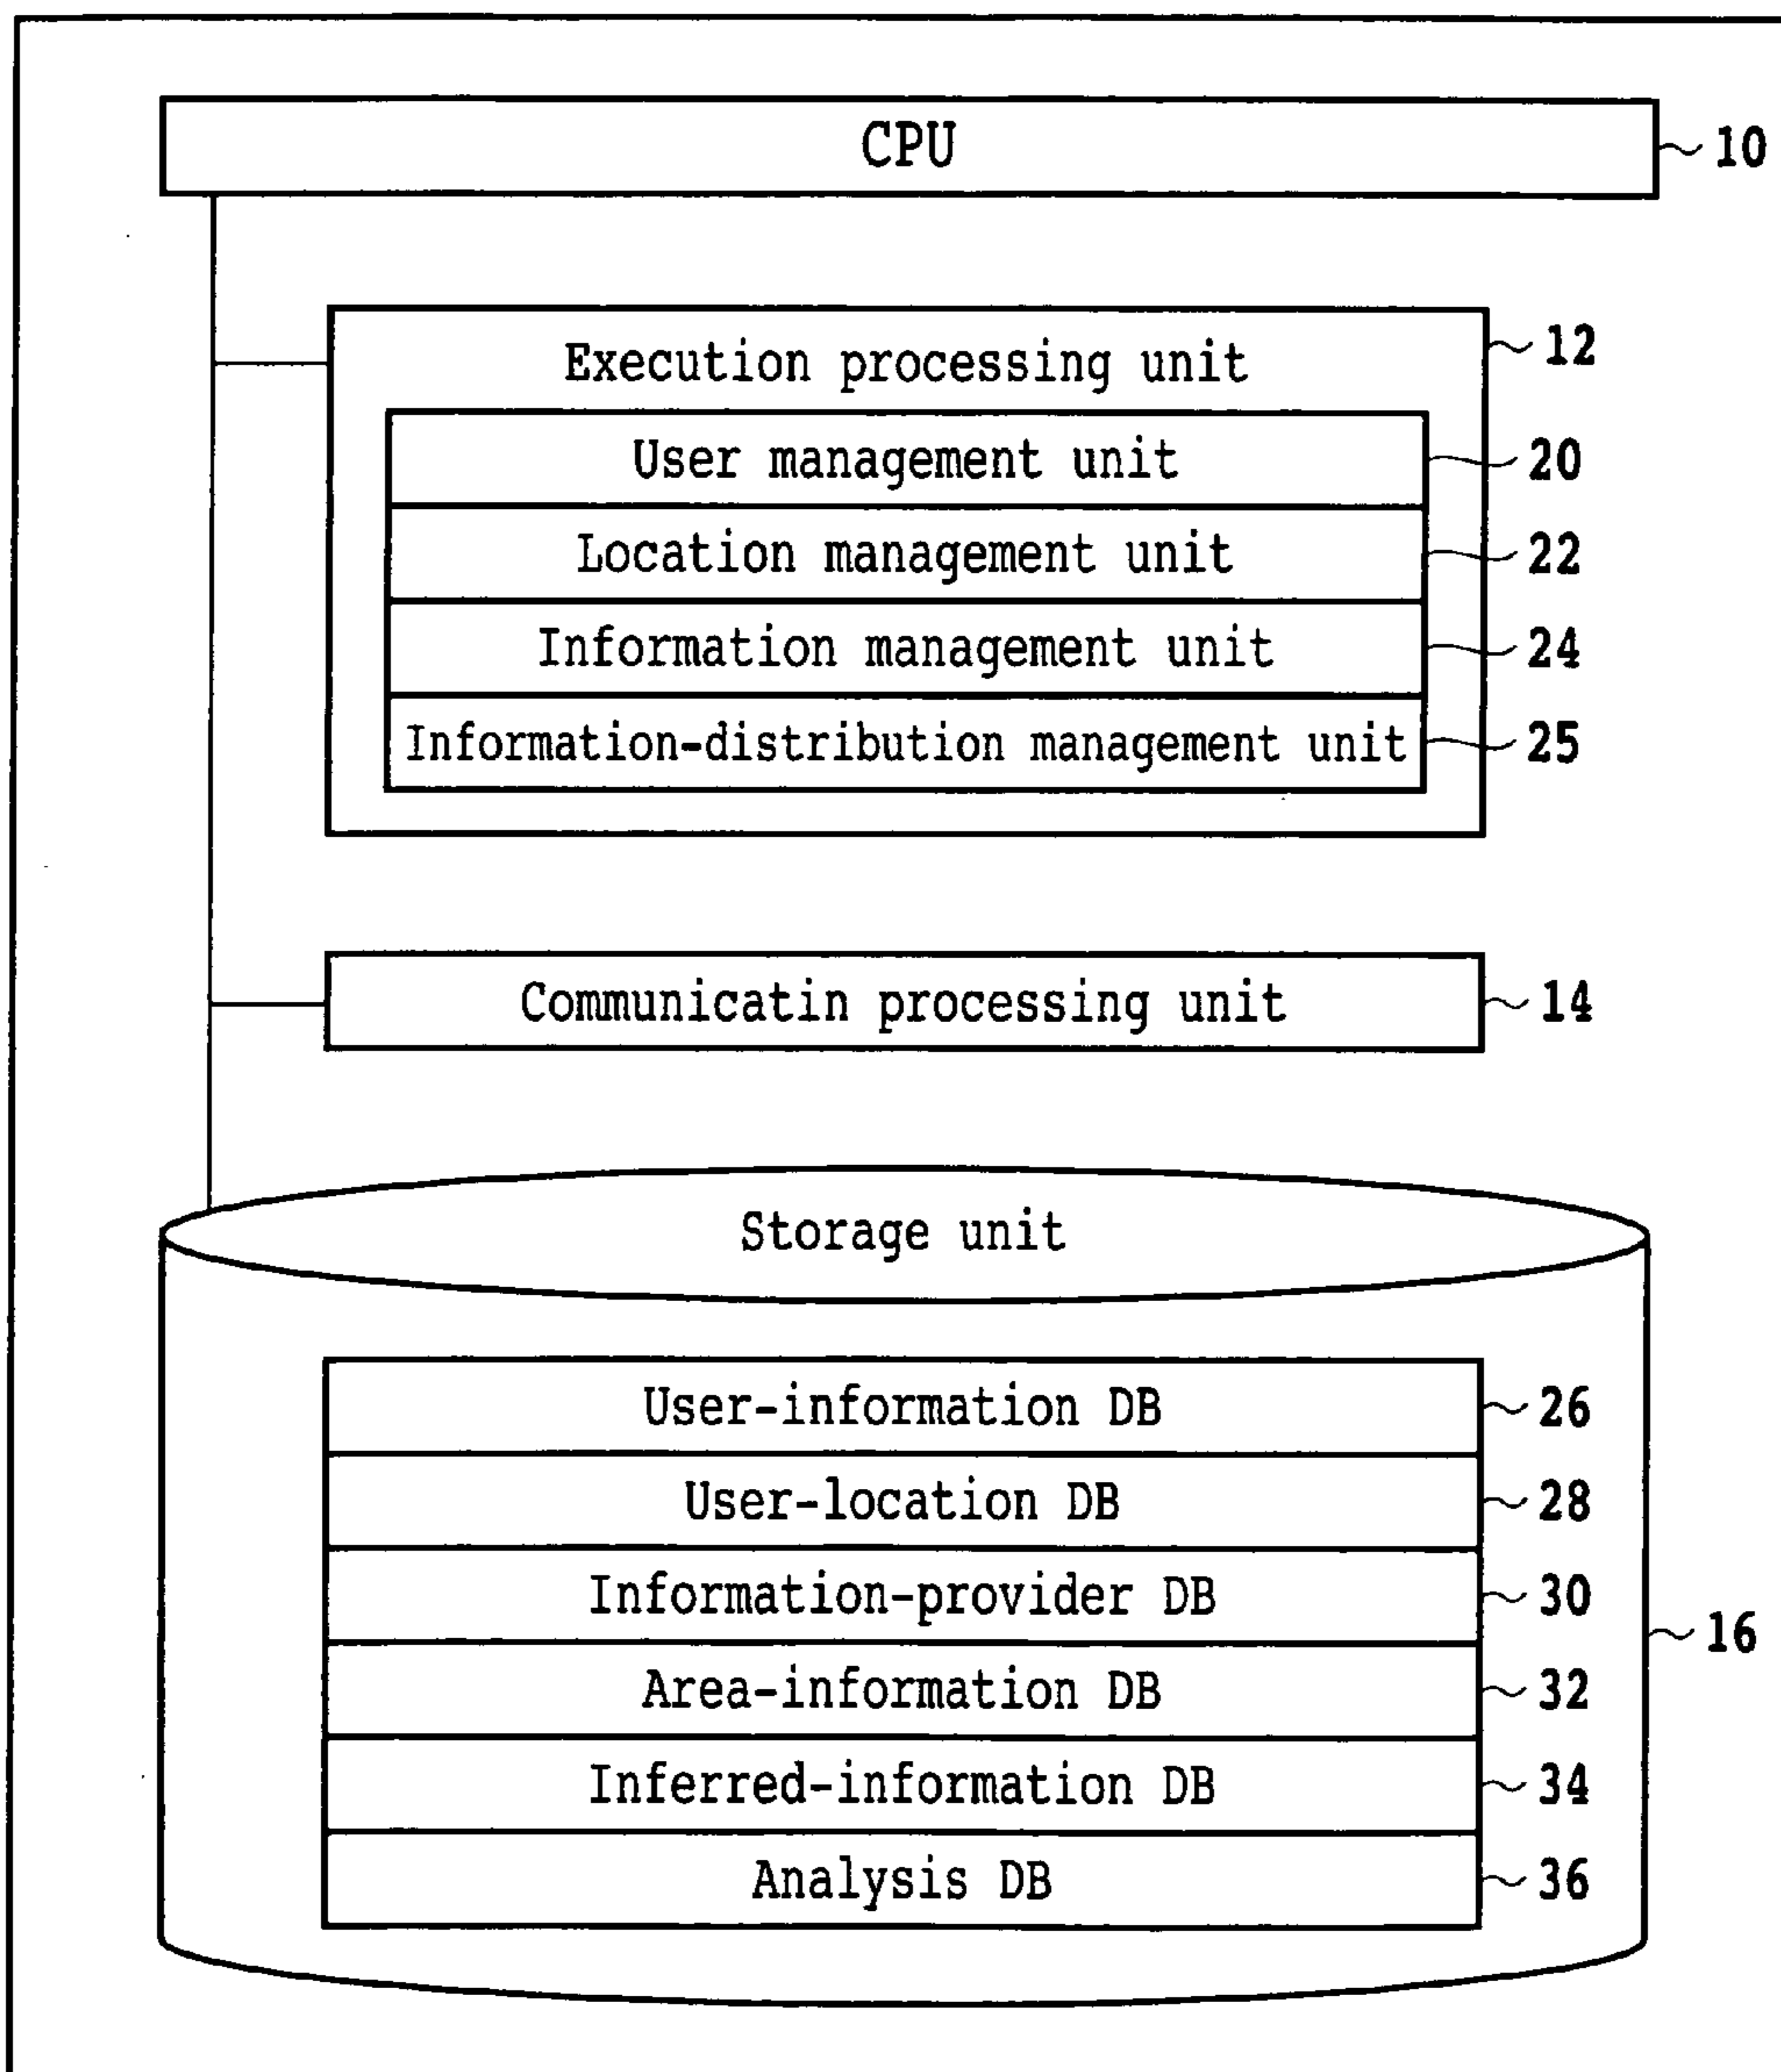 CPU 10
Execution processing unit 12
User management unit 20
Location management unit 22
Information management unit 24
Information-distribution management unit 25
Communicatin processing unit 14
Storage unit
User-information DB 26
User-location DB 28
Information-provider DB 30
16
Area-information DB 32
Inferred-information DB 34
Analysis DB 36